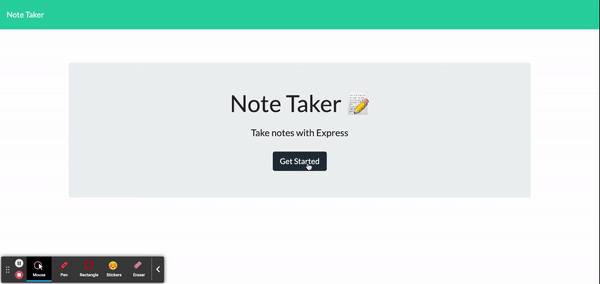 Note Taker
Note Taker 📝
Take notes with Express
Get Started
Mouse
Pen
Rectangle
Stickers
Eraser